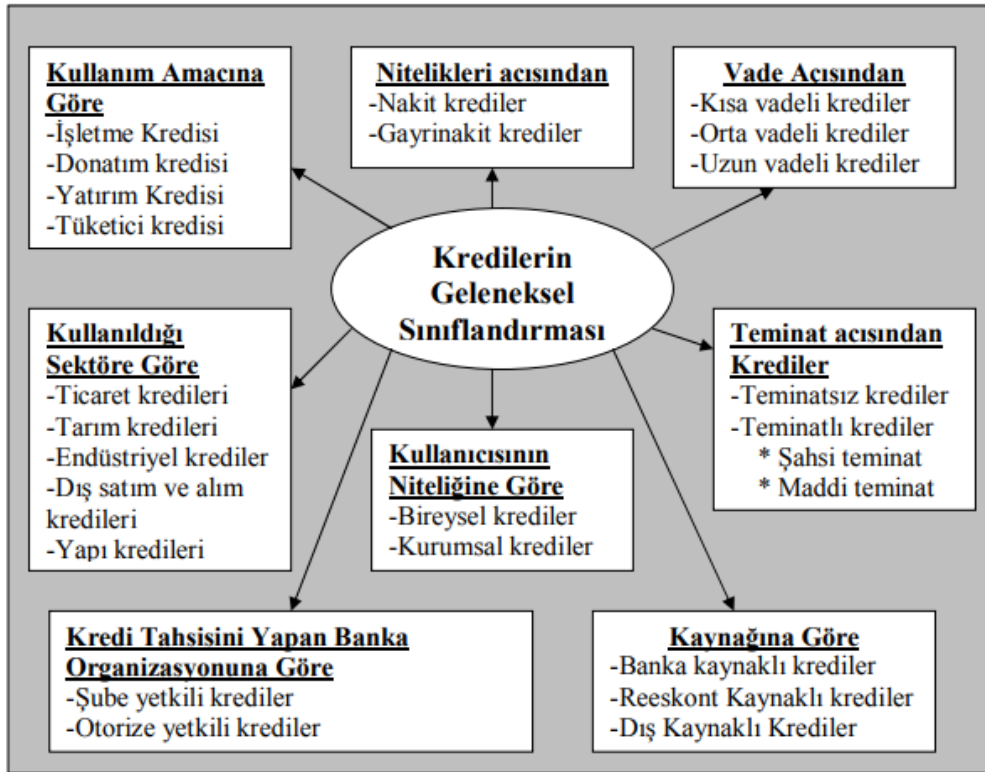 Kullanım Amacına
Göre
-İşletme Kredisi
-Donatım kredisi
-Yatırım Kredisi
-Tüketici kredisi
Nitelikleri acısından
-Nakit krediler
-Gayrinakit krediler
Vade Açısından
-Kısa vadeli krediler
-Orta vadeli krediler
-Uzun vadeli krediler
Kredilerin
Geleneksel
Sınıflandırması
Kullanıldığı
Sektöre Göre
-Ticaret kredileri
-Tarım kredileri
-Endüstriyel krediler
-Dış satım ve alım
kredileri
-Yapı kredileri
Kullanıcısının
Niteliğine Göre
-Bireysel krediler
-Kurumsal krediler
Teminat acısından
Krediler
-Teminatsız krediler
-Teminatlı krediler
* Şahsi teminat
* Maddi teminat
Kredi Tahsisini Yapan Banka
Organizasyonuna Göre
-Şube yetkili krediler
-Otorize yetkili krediler
Kaynağına Göre
-Banka kaynaklı krediler
-Reeskont Kaynaklı krediler
-Dış Kaynaklı Krediler